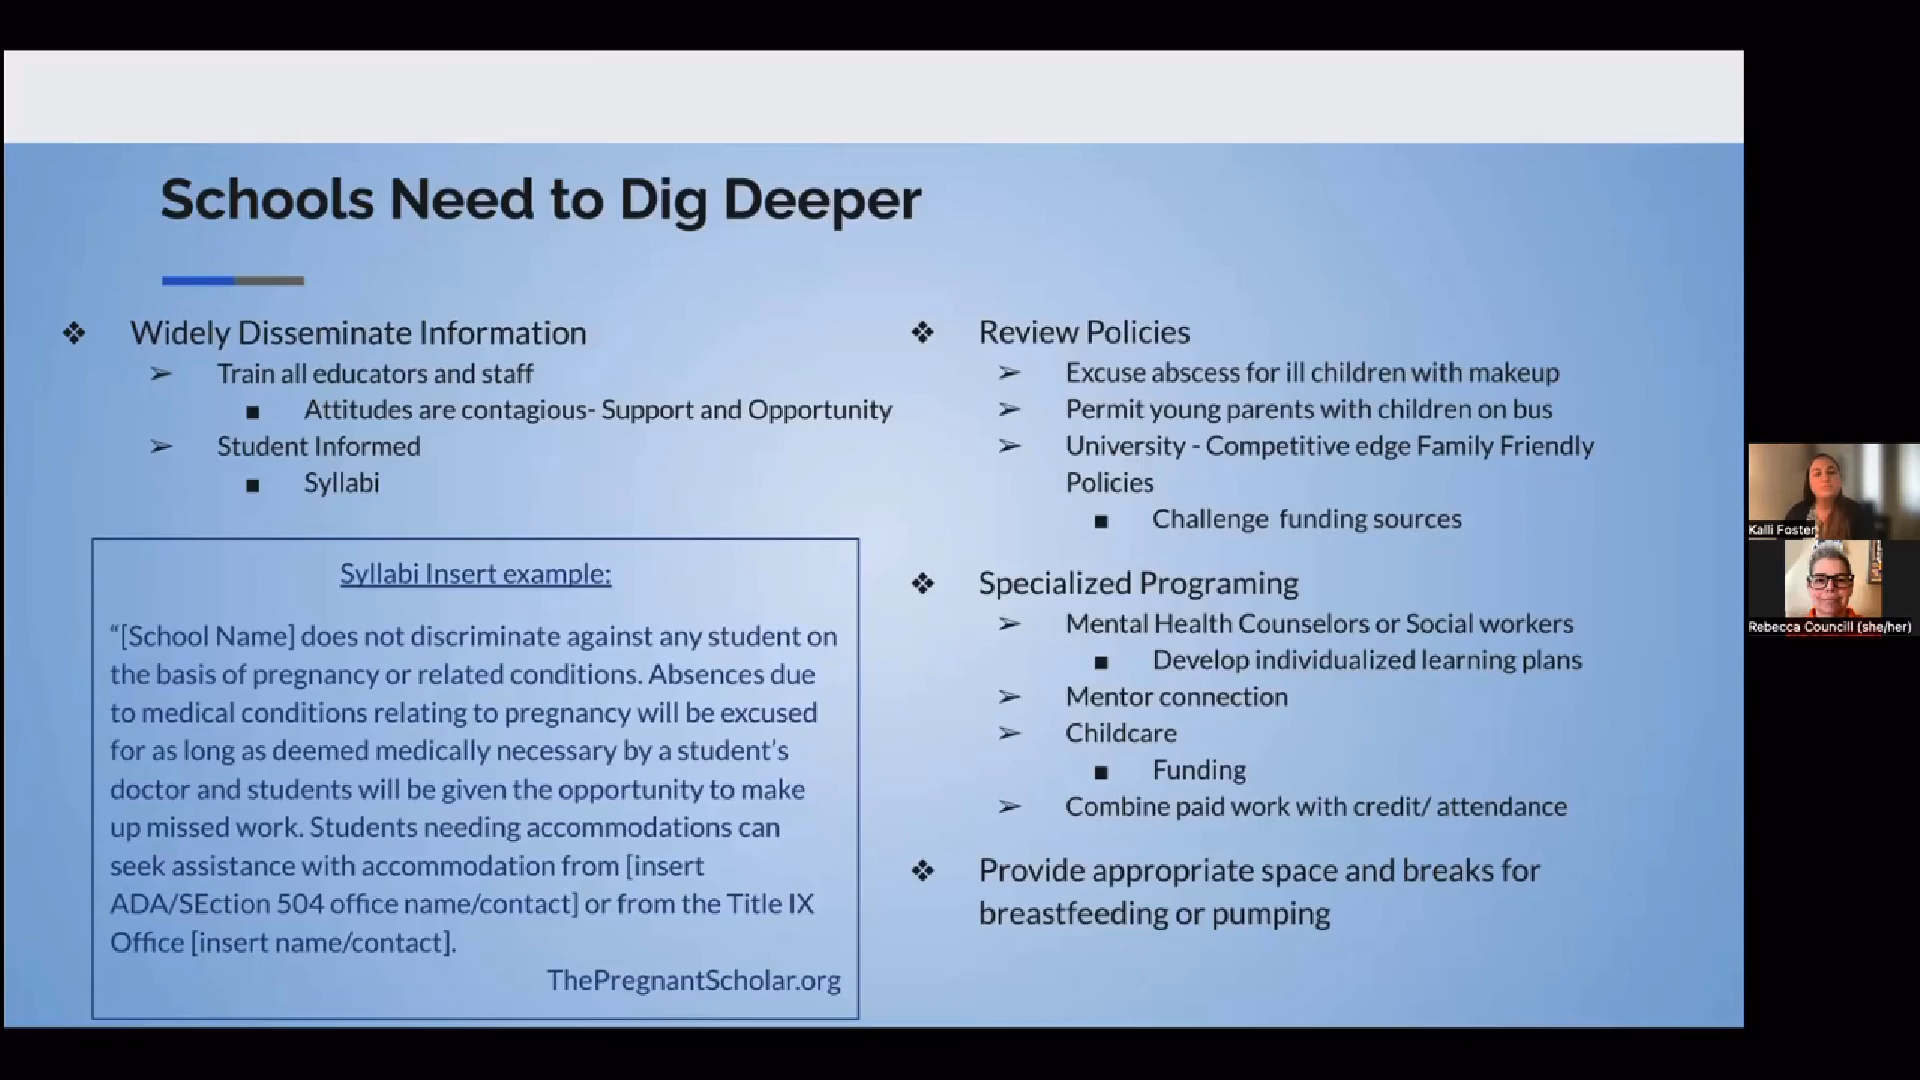 Schools Need to Dig Deeper
❖ Widely Disseminate Information
➢ Train all educators and staff
■ Attitudes are contagious- Support and Opportunity
➢ Student Informed
■ Syllabi
Syllabi Insert example:
“[School Name] does not discriminate against any student on
the basis of pregnancy or related conditions. Absences due
to medical conditions relating to pregnancy will be excused
for as long as deemed medically necessary by a student’s
doctor and students will be given the opportunity to make
up missed work. Students needing accommodations can
seek assistance with accommodation from [insert
ADA/SEction 504 office name/contact] or from the Title IX
Office [insert name/contact].
ThePregnantScholar.org
❖ Review Policies
➢ Excuse abscess for ill children with makeup
➢ Permit young parents with children on bus
➢ University - Competitive edge Family Friendly
Policies
■ Challenge funding sources
❖ Specialized Programing
➢ Mental Health Counselors or Social workers
■ Develop individualized learning plans
➢ Mentor connection
➢ Childcare
■ Funding
➢ Combine paid work with credit/ attendance
❖ Provide appropriate space and breaks for
breastfeeding or pumping
Kalli Foster
Rebecca Councill (she/her)